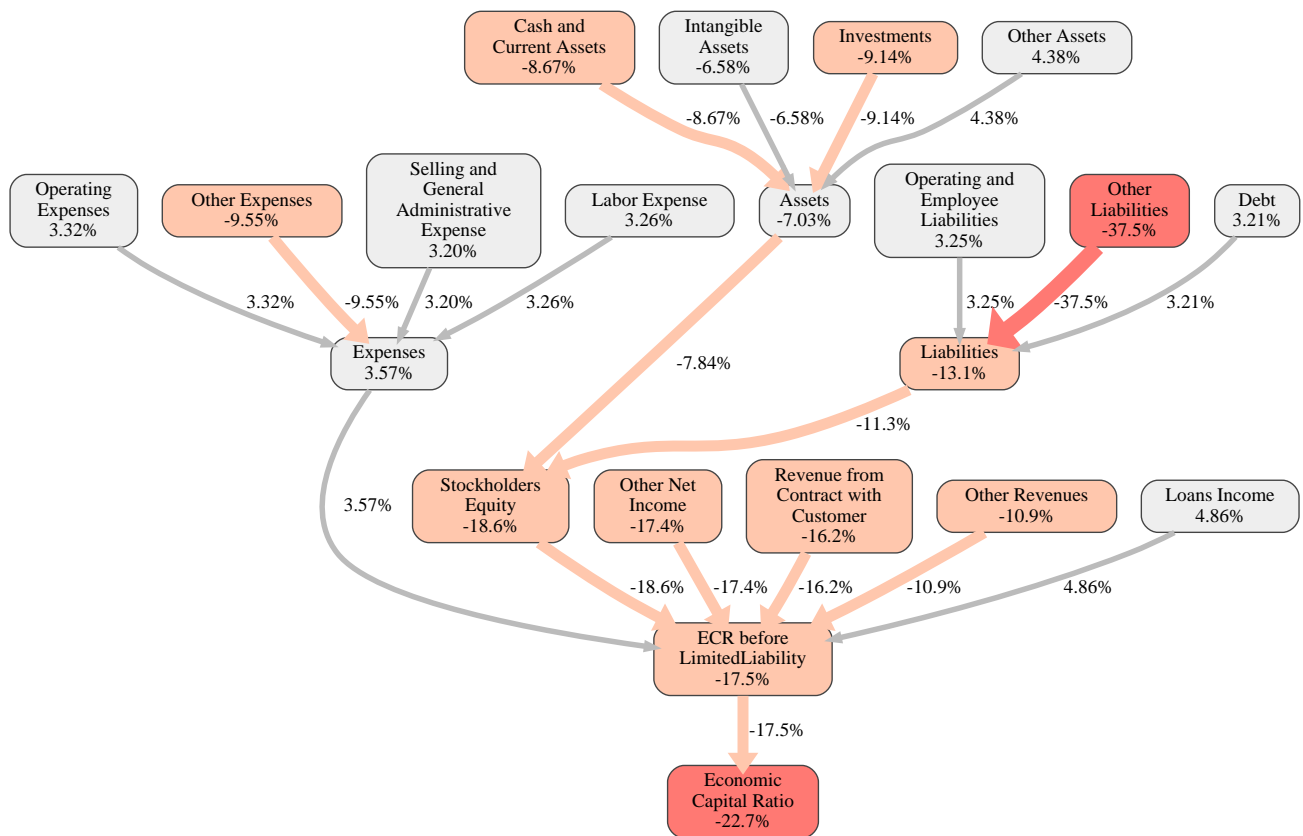 Cash and
Current Assets
-8.67%
Intangible
Assets
-6.58%
Investments
-9.14%
Other Assets
4.38%
-8.67%
-6.58%
-9.14%
4.38%
Operating
Expenses
3.32%
Other Expenses
-9.55%
Selling and
General
Administrative
Expense
3.20%
Labor Expense
3.26%
Assets
-7.03%
Operating and
Employee
Liabilities
3.25%
Other
Liabilities
-37.5%
Debt
3.21%
3.32%
-9.55%
3.20%
3.26%
3.25%
-37.5%
3.21%
Expenses
3.57%
-7.84%
Liabilities
-13.1%
-11.3%
3.57%
Stockholders
Equity
-18.6%
Other Net
Income
-17.4%
Revenue from
Contract with
Customer
-16.2%
Other Revenues
-10.9%
Loans Income
4.86%
-18.6%
-17.4%
-16.2%
-10.9%
4.86%
ECR before
LimitedLiability
-17.5%
-17.5%
Economic
Capital Ratio
-22.7%